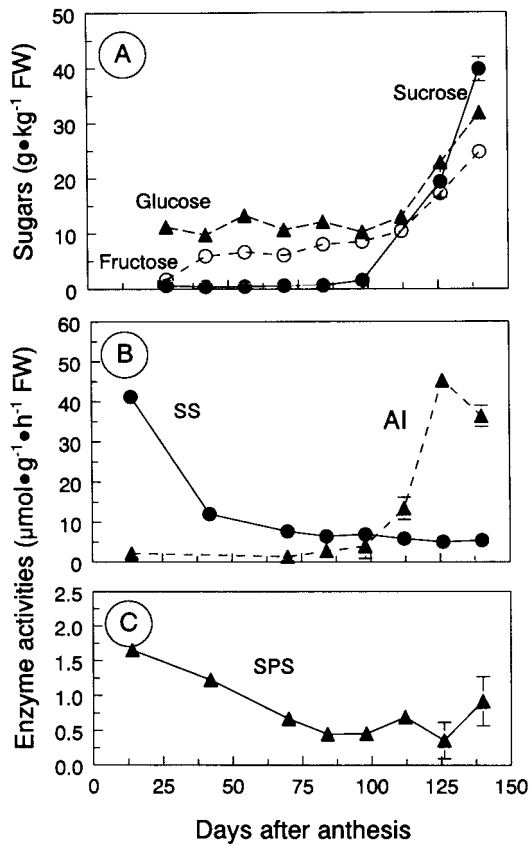 A
Sugars (g•kg-1 FW)
50
40
30
20
10
0
Sucrose
Glucose
Fructose
B
Enzyme activities (μmol•g-1•h-1 FW)
60
50
40
30
20
10
0
SS
AI
C
2.5
2.0
1.5
1.0
0.5
0.0
SPS
0 25 50 75 100 125 150
Days after anthesis